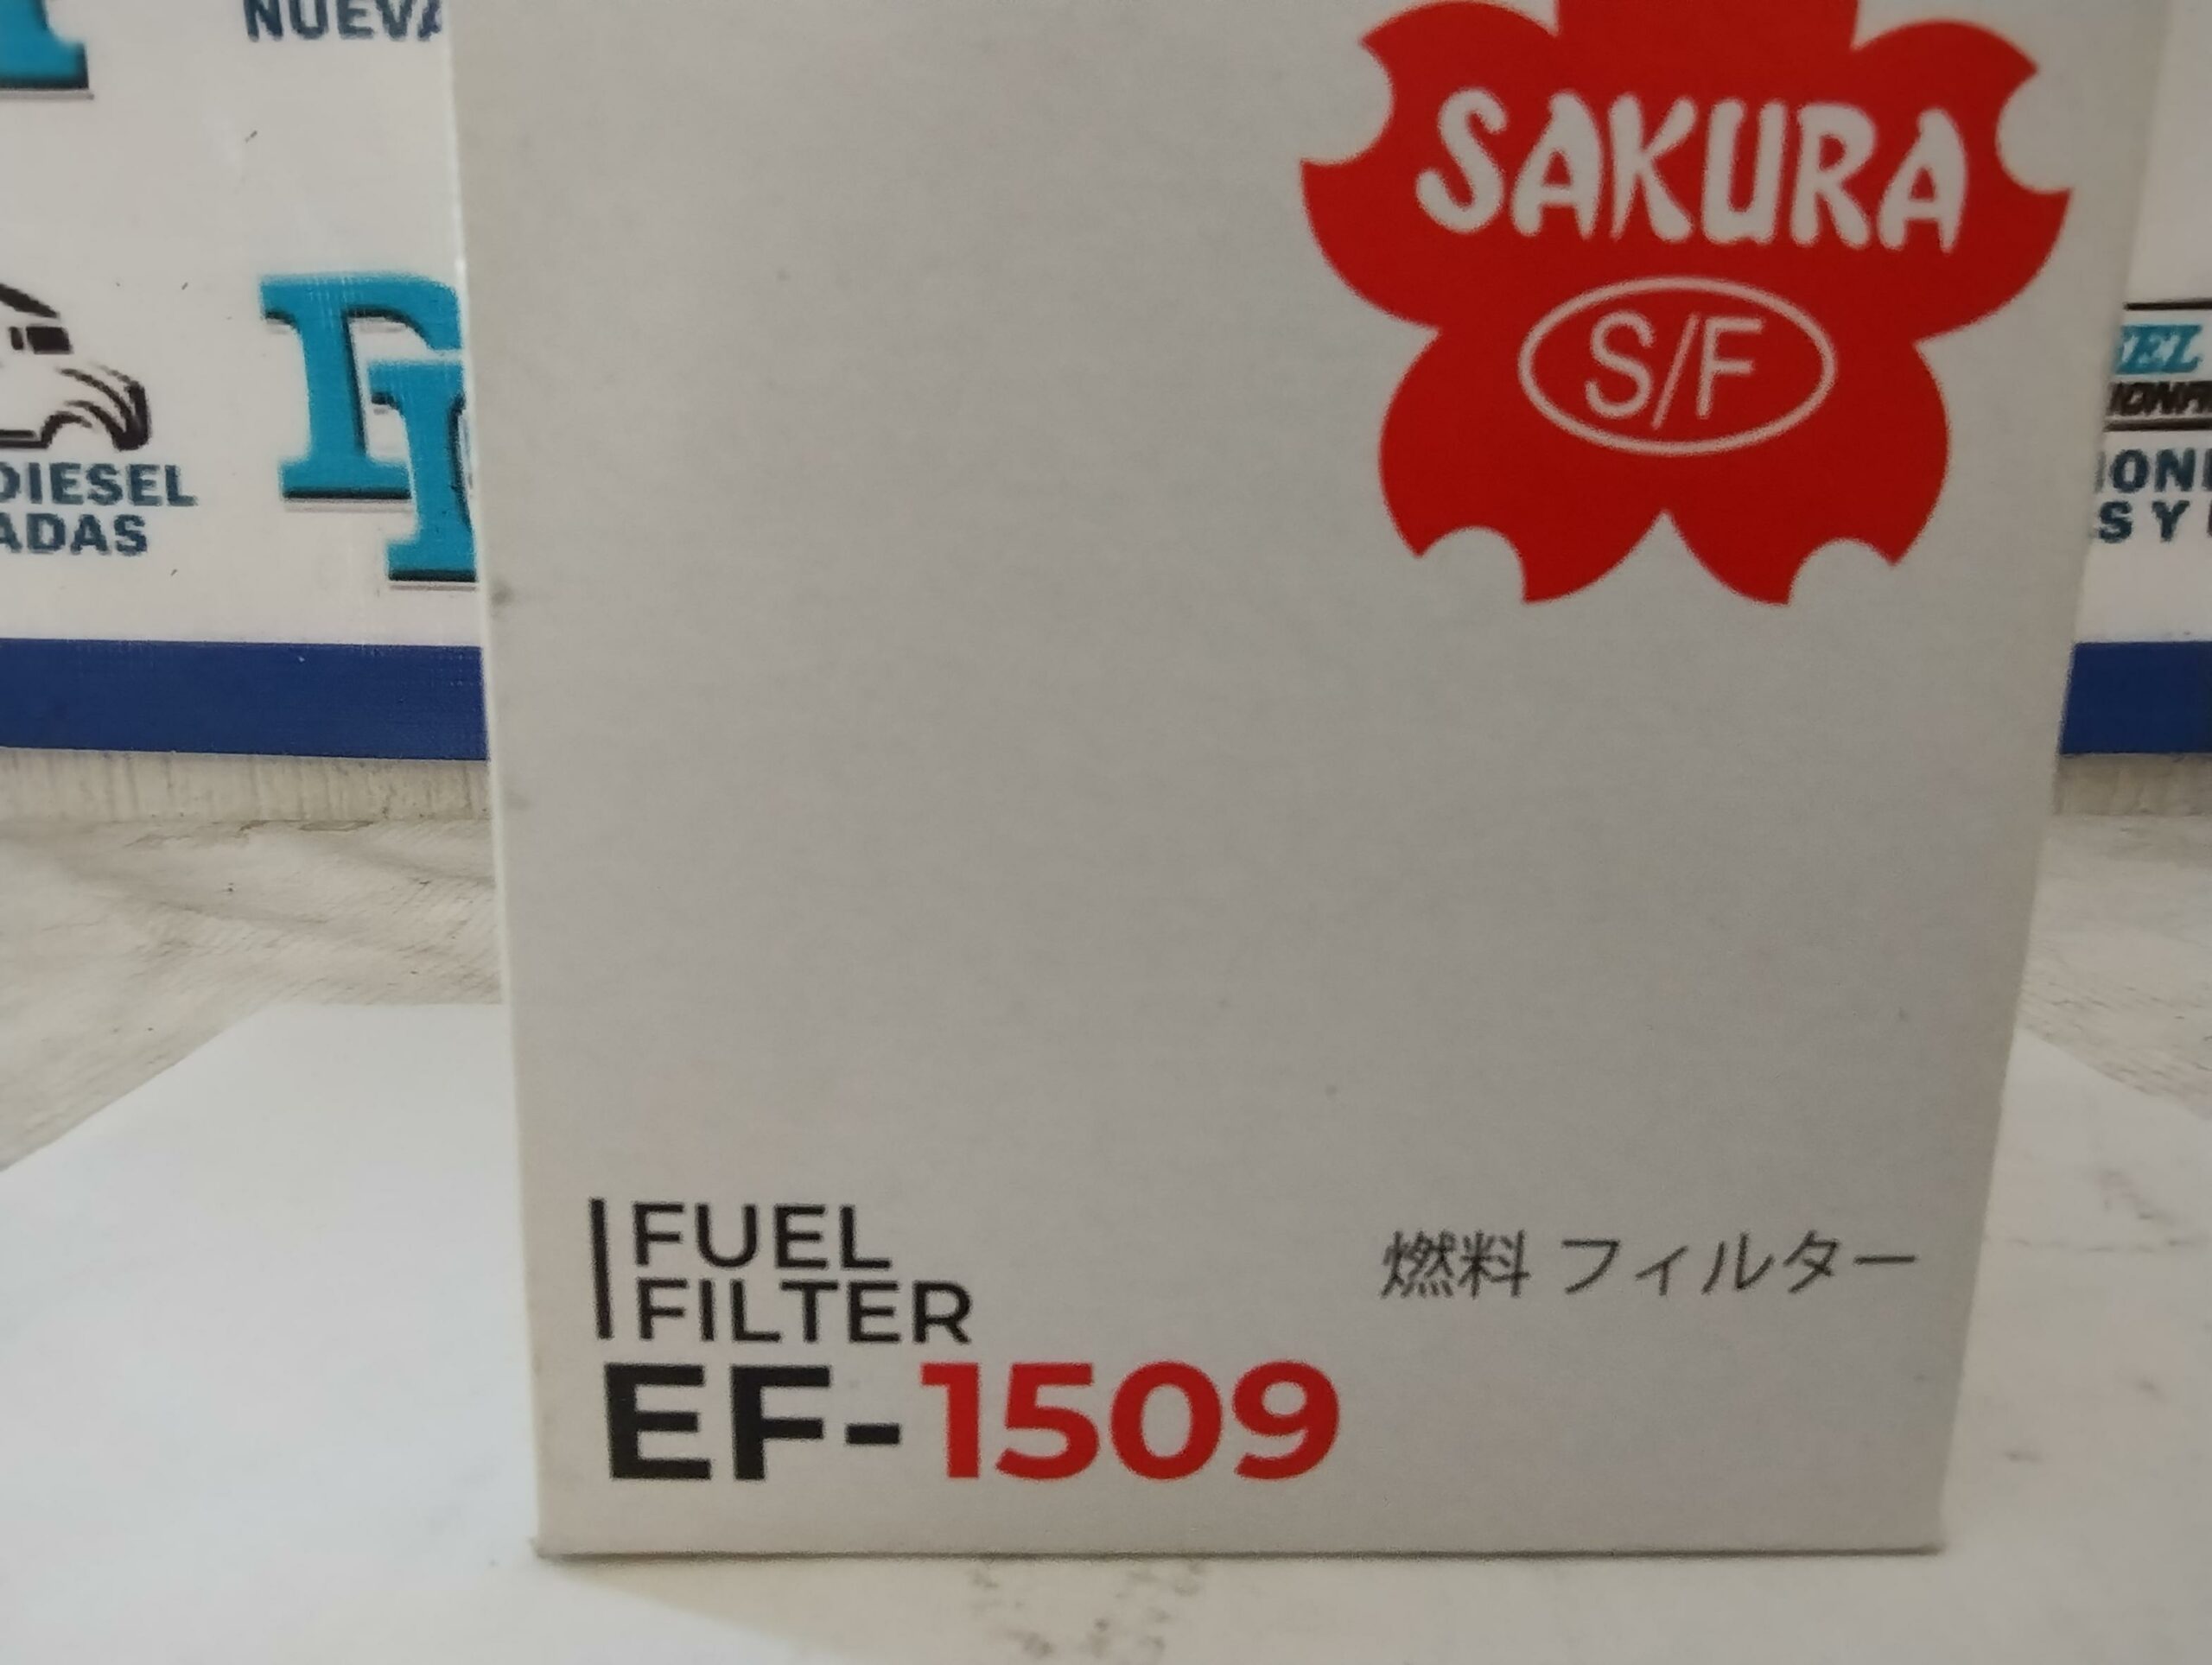 NUEVA
SAKURA
S/F
DIESEL
ADAS
S Y
FUEL
FILTER
燃料 フィルター
EF-1509